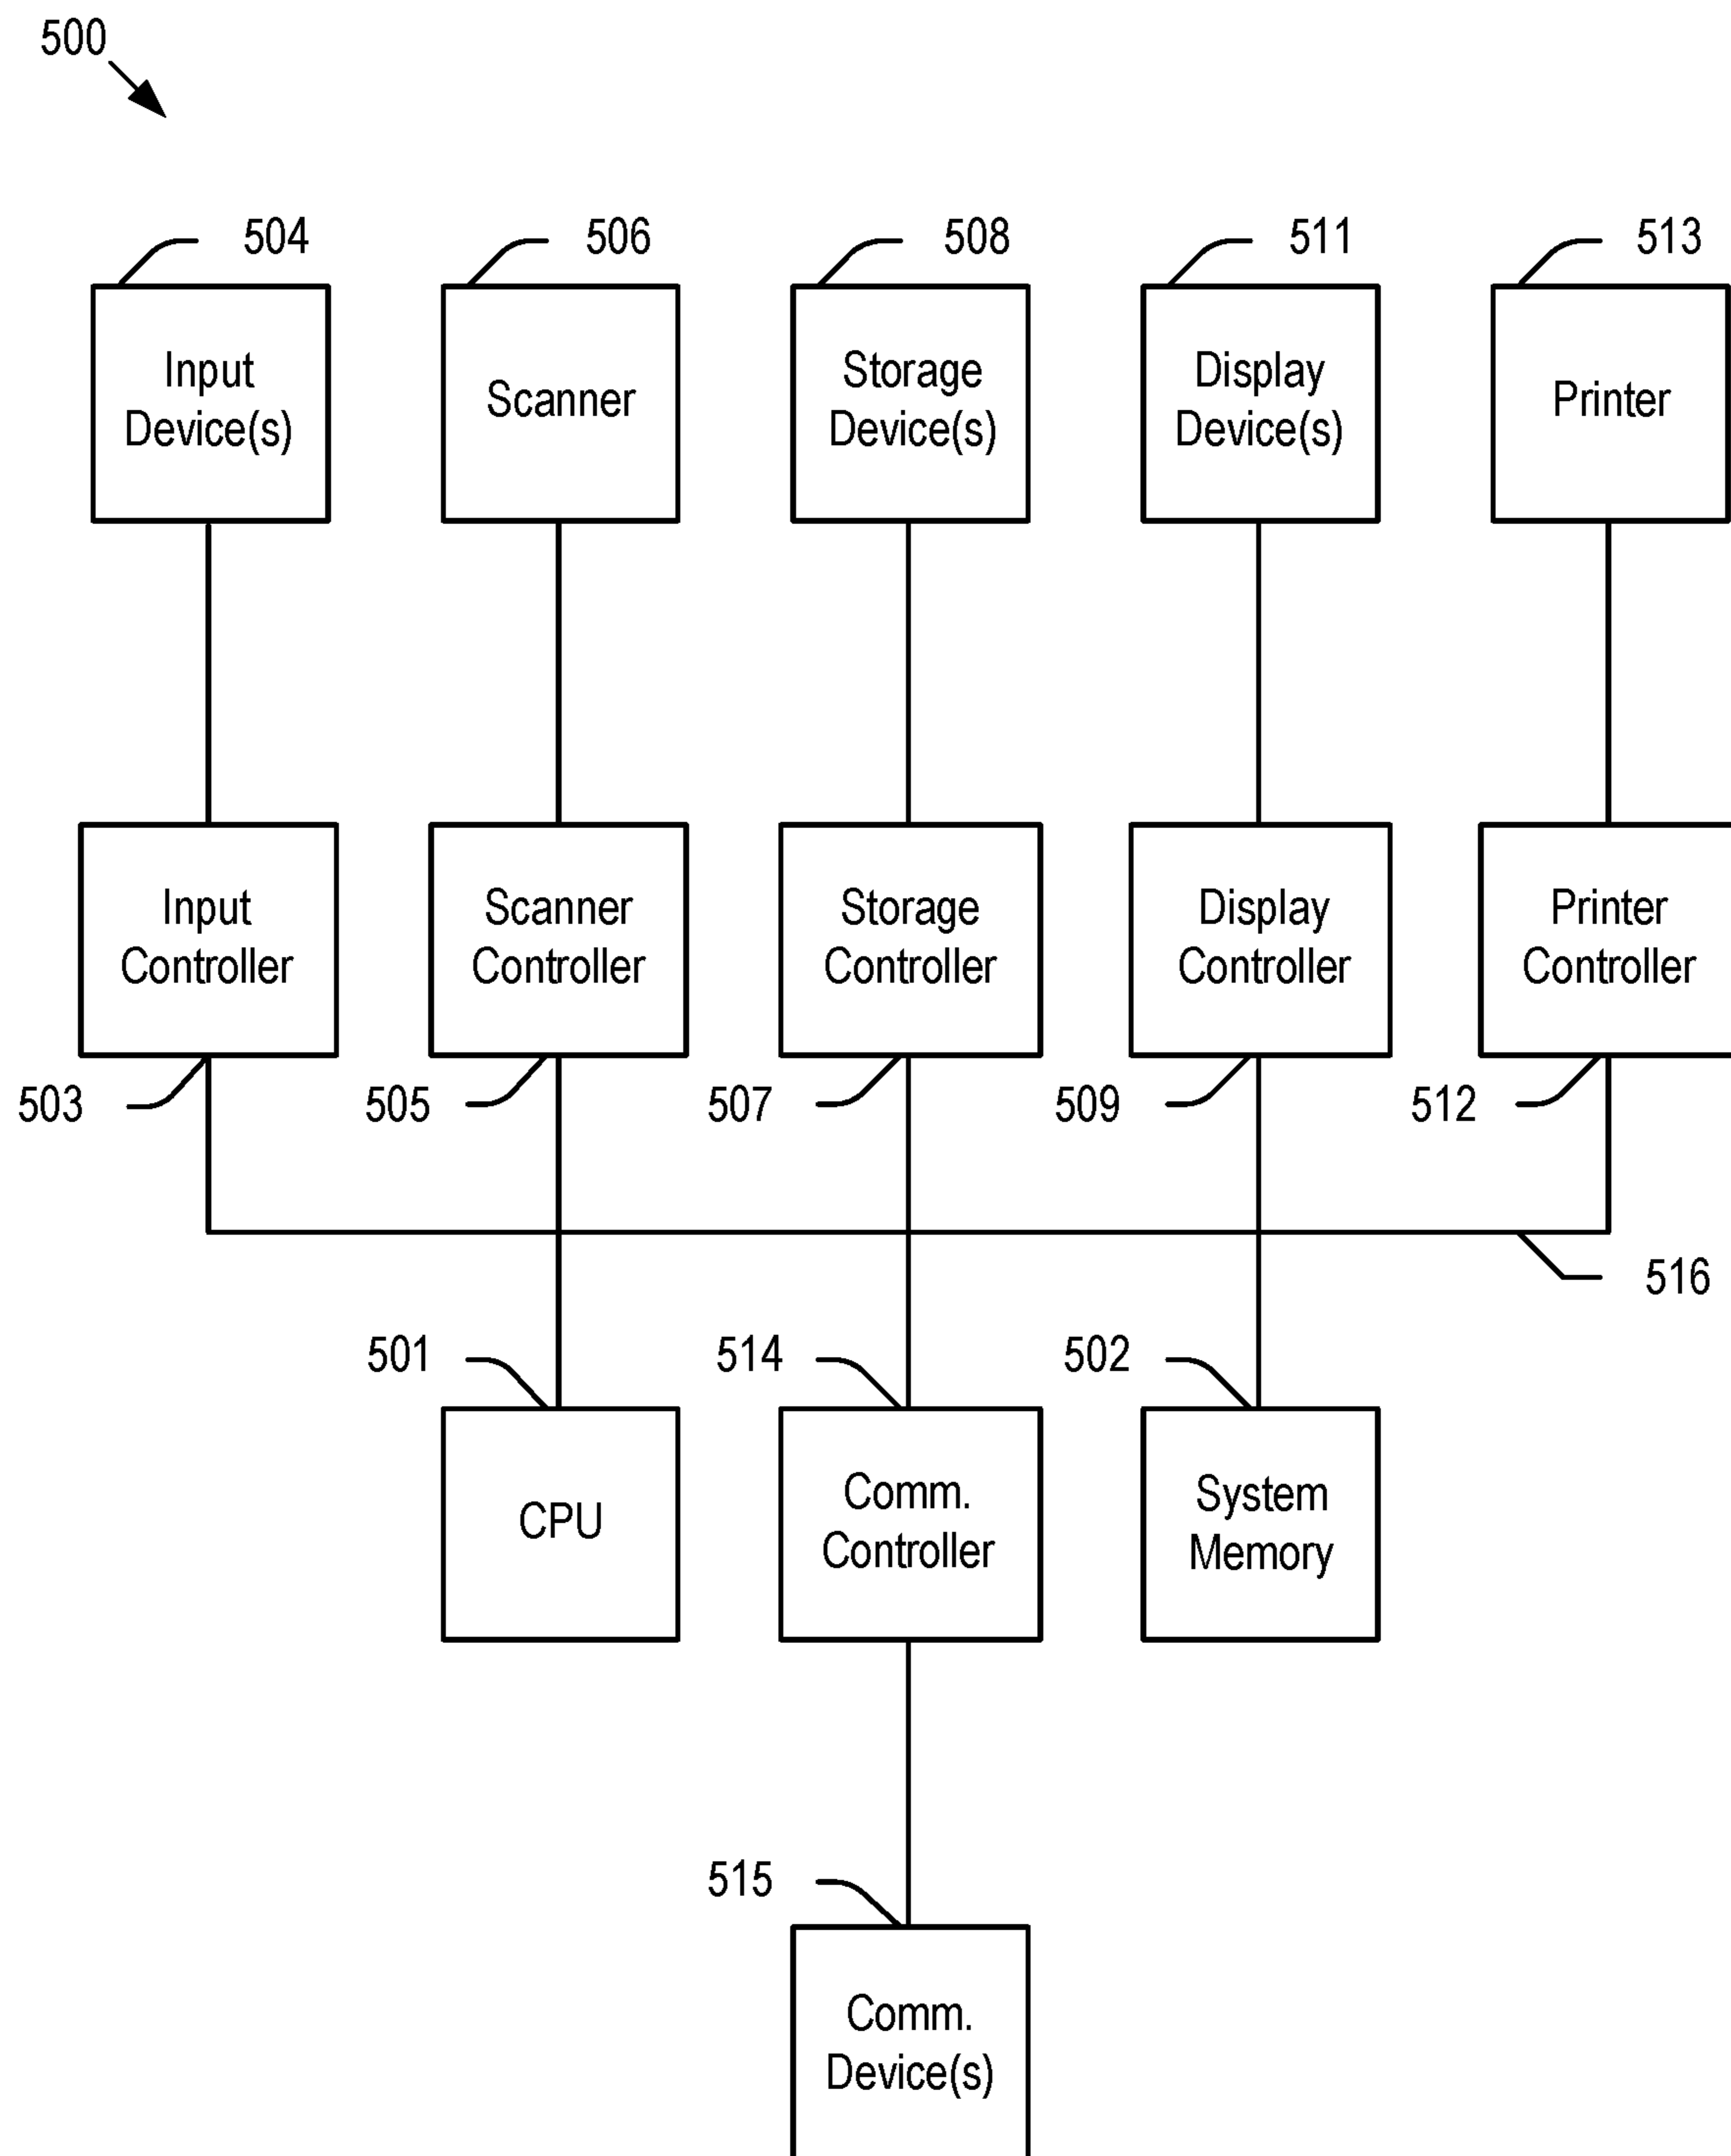 500
504
506
508
511
513
Input
Device(s)
Scanner
Storage
Device(s)
Display
Device(s)
Printer
Input
Controller
Scanner
Controller
Storage
Controller
Display
Controller
Printer
Controller
503
505
507
509
512
516
501
514
502
CPU
Comm.
Controller
System
Memory
515
Comm.
Device(s)